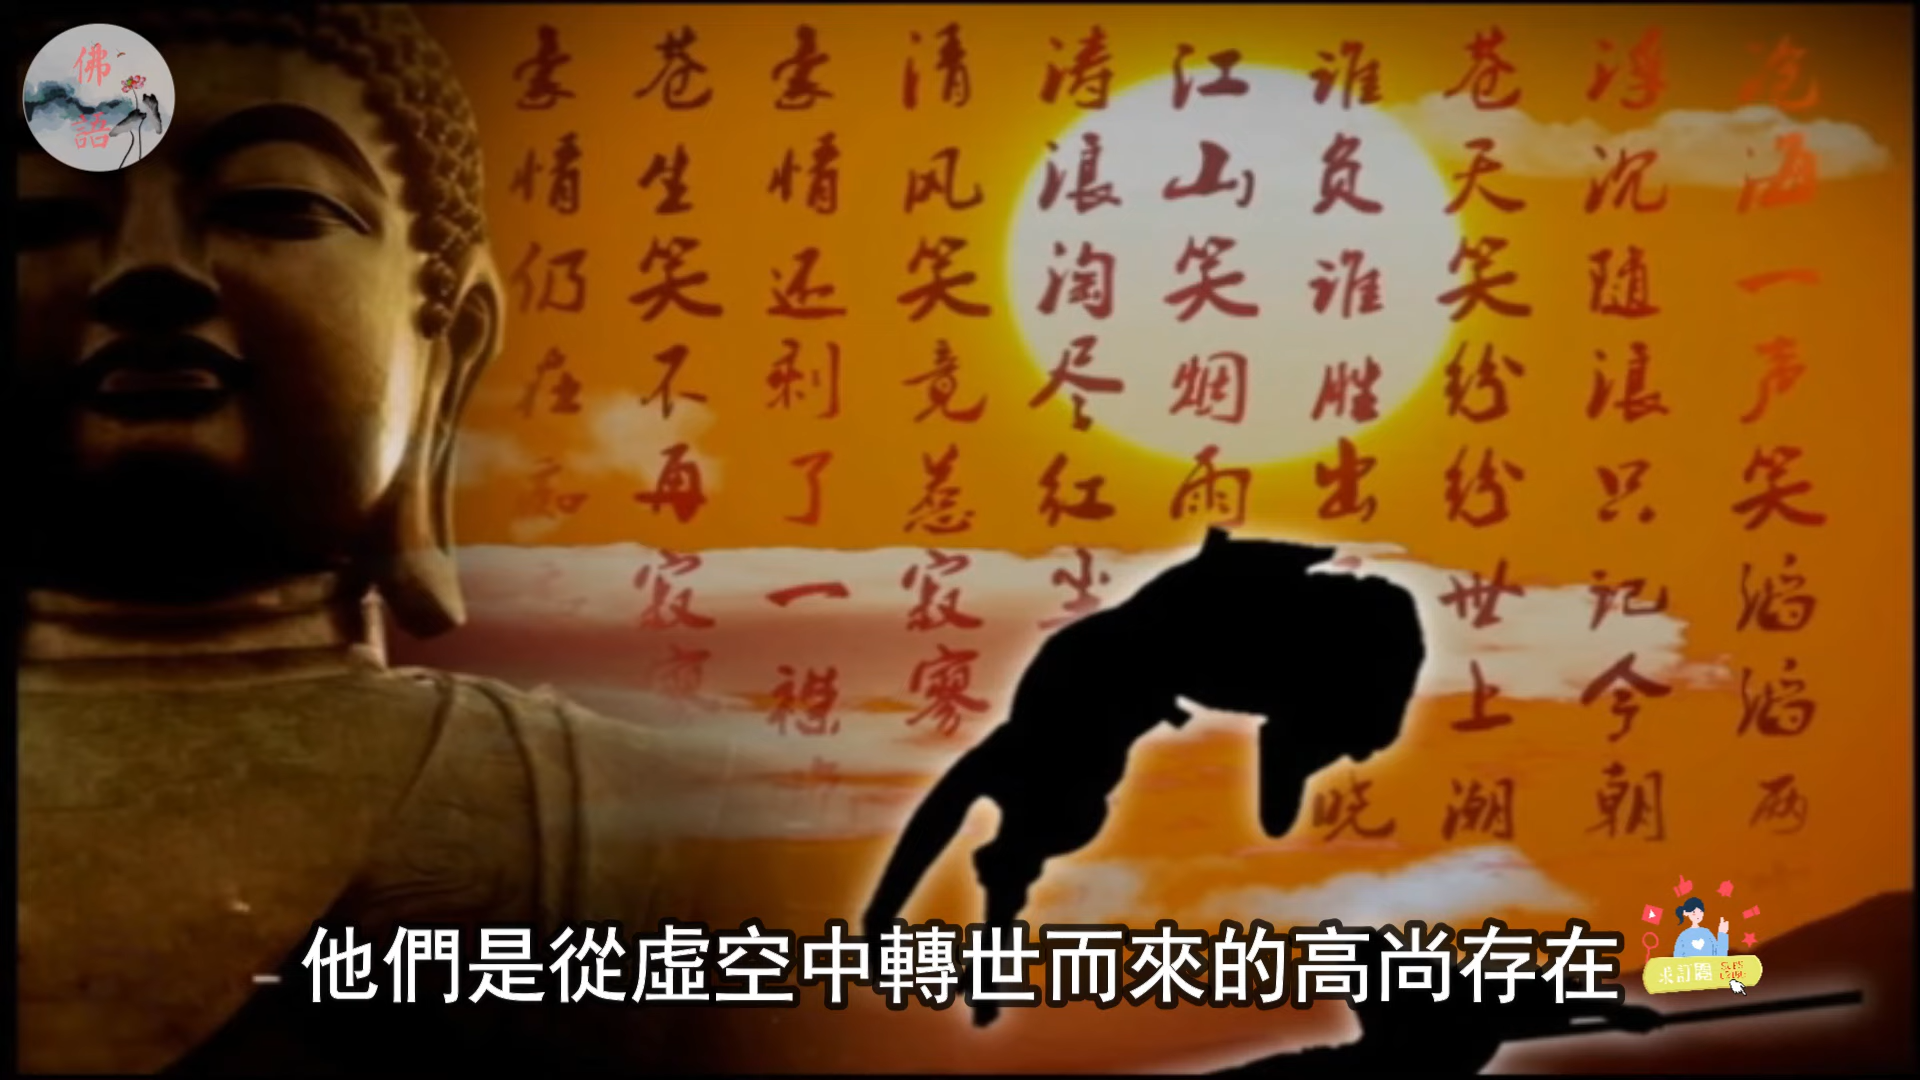 佛
語
沧海一声笑滔滔两
浮沉随浪只记今朝
苍天笑纷纷世上潮
谁负谁胜出
晓
江山笑烟雨
涛浪淘尽红尘
清风笑竟惹寂寥
豪情还剩了一襟
苍生笑不再寂寞
豪情仍在痴
他們是從虛空中轉世而來的高尚存在